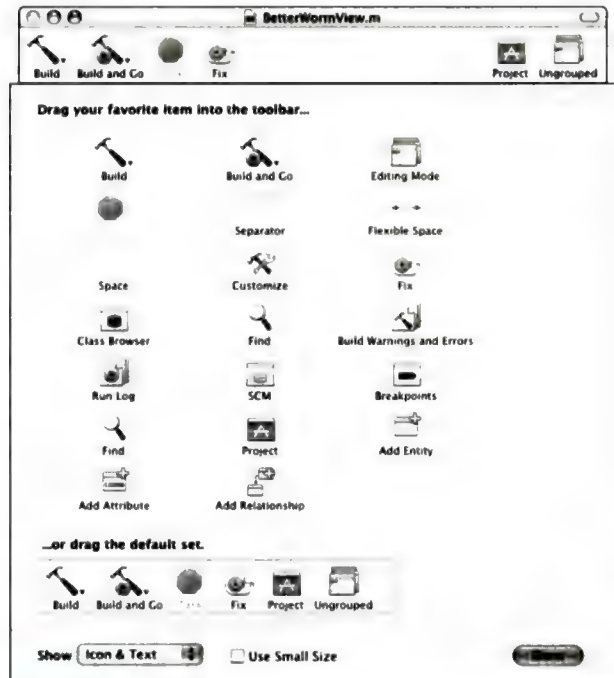 BetterWormView.m
Build Build and Go Fix Project Ungrouped
Drag your favorite item into the toolbar...
Build Build and Go Editing Mode
Separator Flexible Space
Space Customize Fix
Class Browser Find Build Warnings and Errors
Run Log SCM Breakpoints
Find Project Add Entity
Add Attribute Add Relationship
...or drag the default set.
Build Build and Go Fix Project Ungrouped
Show Icon & Text Use Small Size